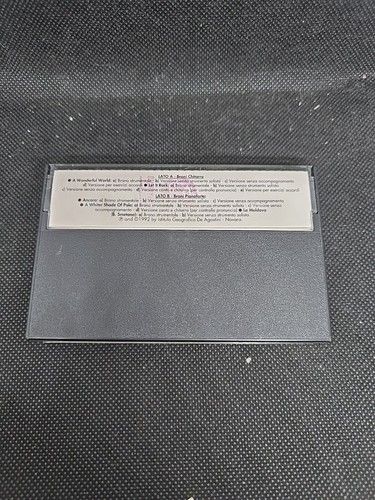 LATO A - Brani Chitarra
● A Wonderful World: a) Brano strumentale - b) Versione senza strumento solista - c) Versione senza accompagnamento
d) Versione per esercizi accordi ● Let it Rock: a) Brano strumentale - b) Versione senza strumento solista
c) Versione senza accompagnamento - d) Versione canto e chitarra (per controllo pronuncia) - e) Versione per esercizi accordi
LATO B - Brani Pianoforte:
● Ancora: a) Brano strumentale - b) Versione senza strumento solista - c) Versione senza accompagnamento
● A Whiter Shade Of Pale: a) Brano strumentale - b) Versione senza strumento solista - c) Versione senza
accompagnamento - d) Versione canto e chitarra (per controllo pronuncia) ● La Moldava
(B. Smetana): a) Brano strumentale - b) Versione senza strumento solista
℗ and ©1992 by Istituto Geografico De Agostini - Novara